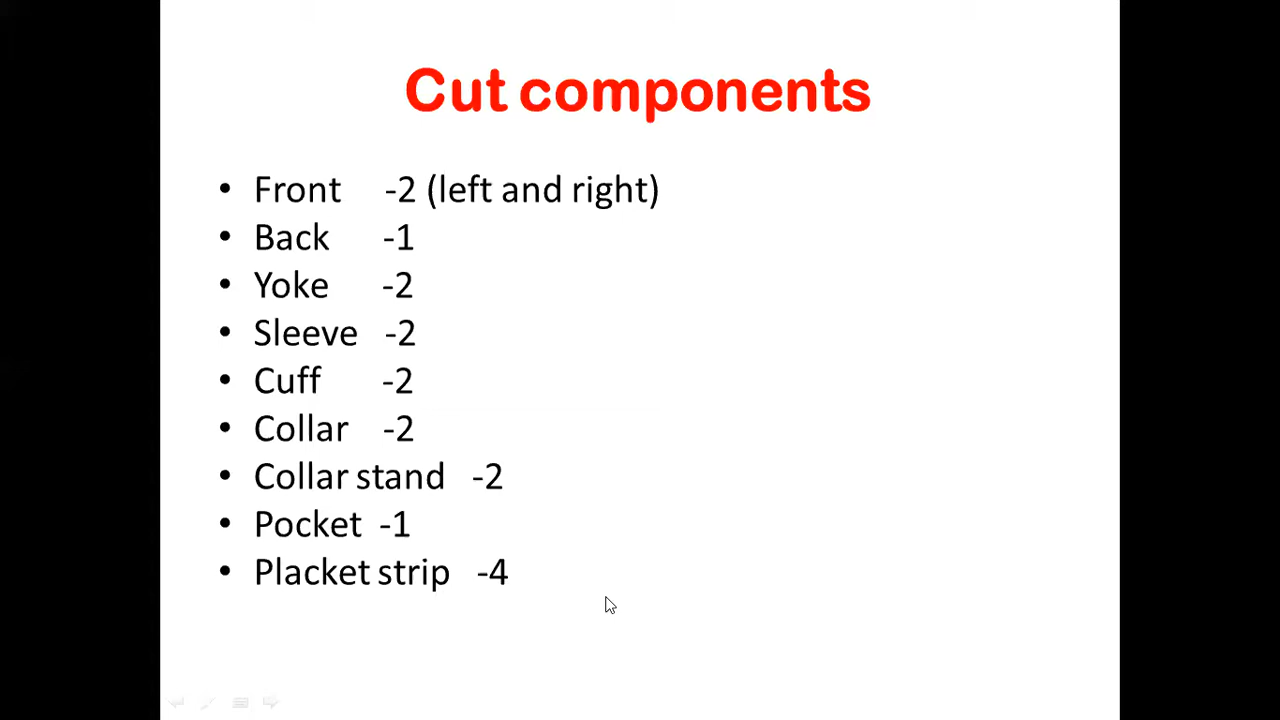 Cut components
• Front -2 (left and right)
• Back -1
• Yoke -2
• Sleeve -2
• Cuff -2
• Collar -2
• Collar stand -2
• Pocket -1
• Placket strip -4